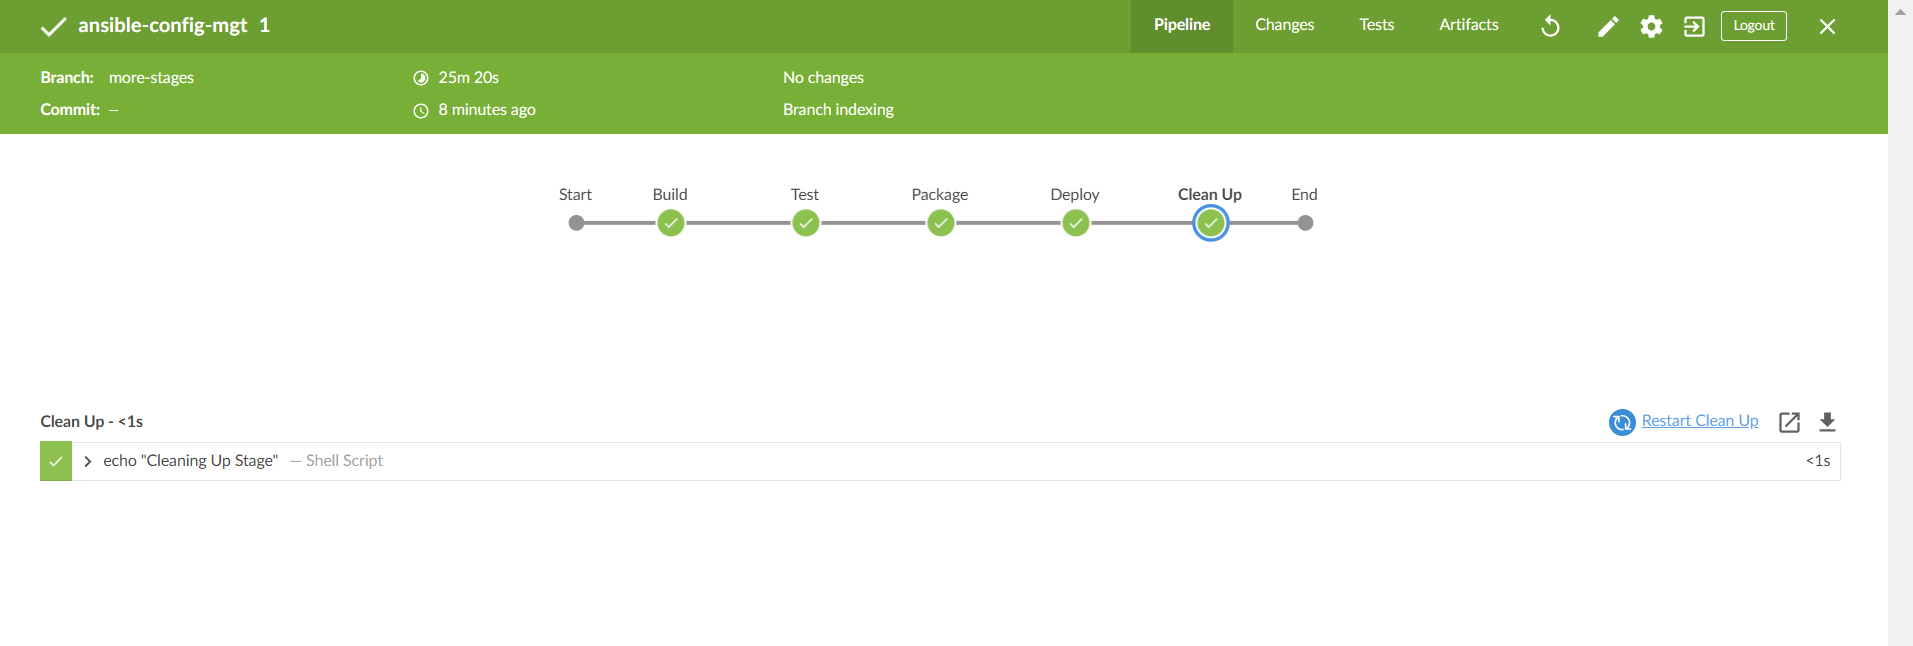 ansible-config-mgt 1
Pipeline Changes Tests Artifacts Logout
Branch: more-stages 25m 20s No changes
Commit: – 8 minutes ago Branch indexing
Start Build Test Package Deploy Clean Up End
Clean Up - <1s Restart Clean Up
echo "Cleaning Up Stage" — Shell Script <1s